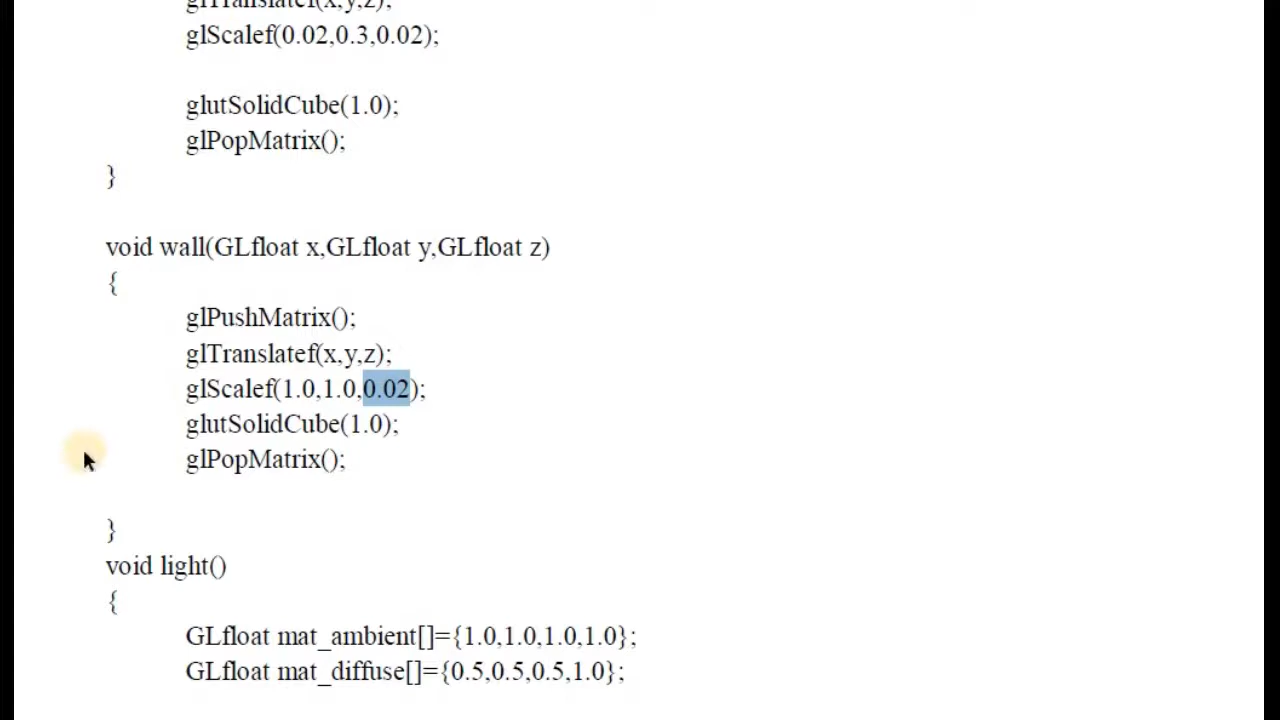 glTranslatef(x,y,z);
glScalef(0.02,0.3,0.02);
glutSolidCube(1.0);
glPopMatrix();
}
void wall(GLfloat x,GLfloat y,GLfloat z)
{
glPushMatrix();
glTranslatef(x,y,z);
glScalef(1.0,1.0,0.02);
glutSolidCube(1.0);
glPopMatrix();
}
void light()
{
GLfloat mat_ambient[]={1.0,1.0,1.0,1.0};
GLfloat mat_diffuse[]={0.5,0.5,0.5,1.0};